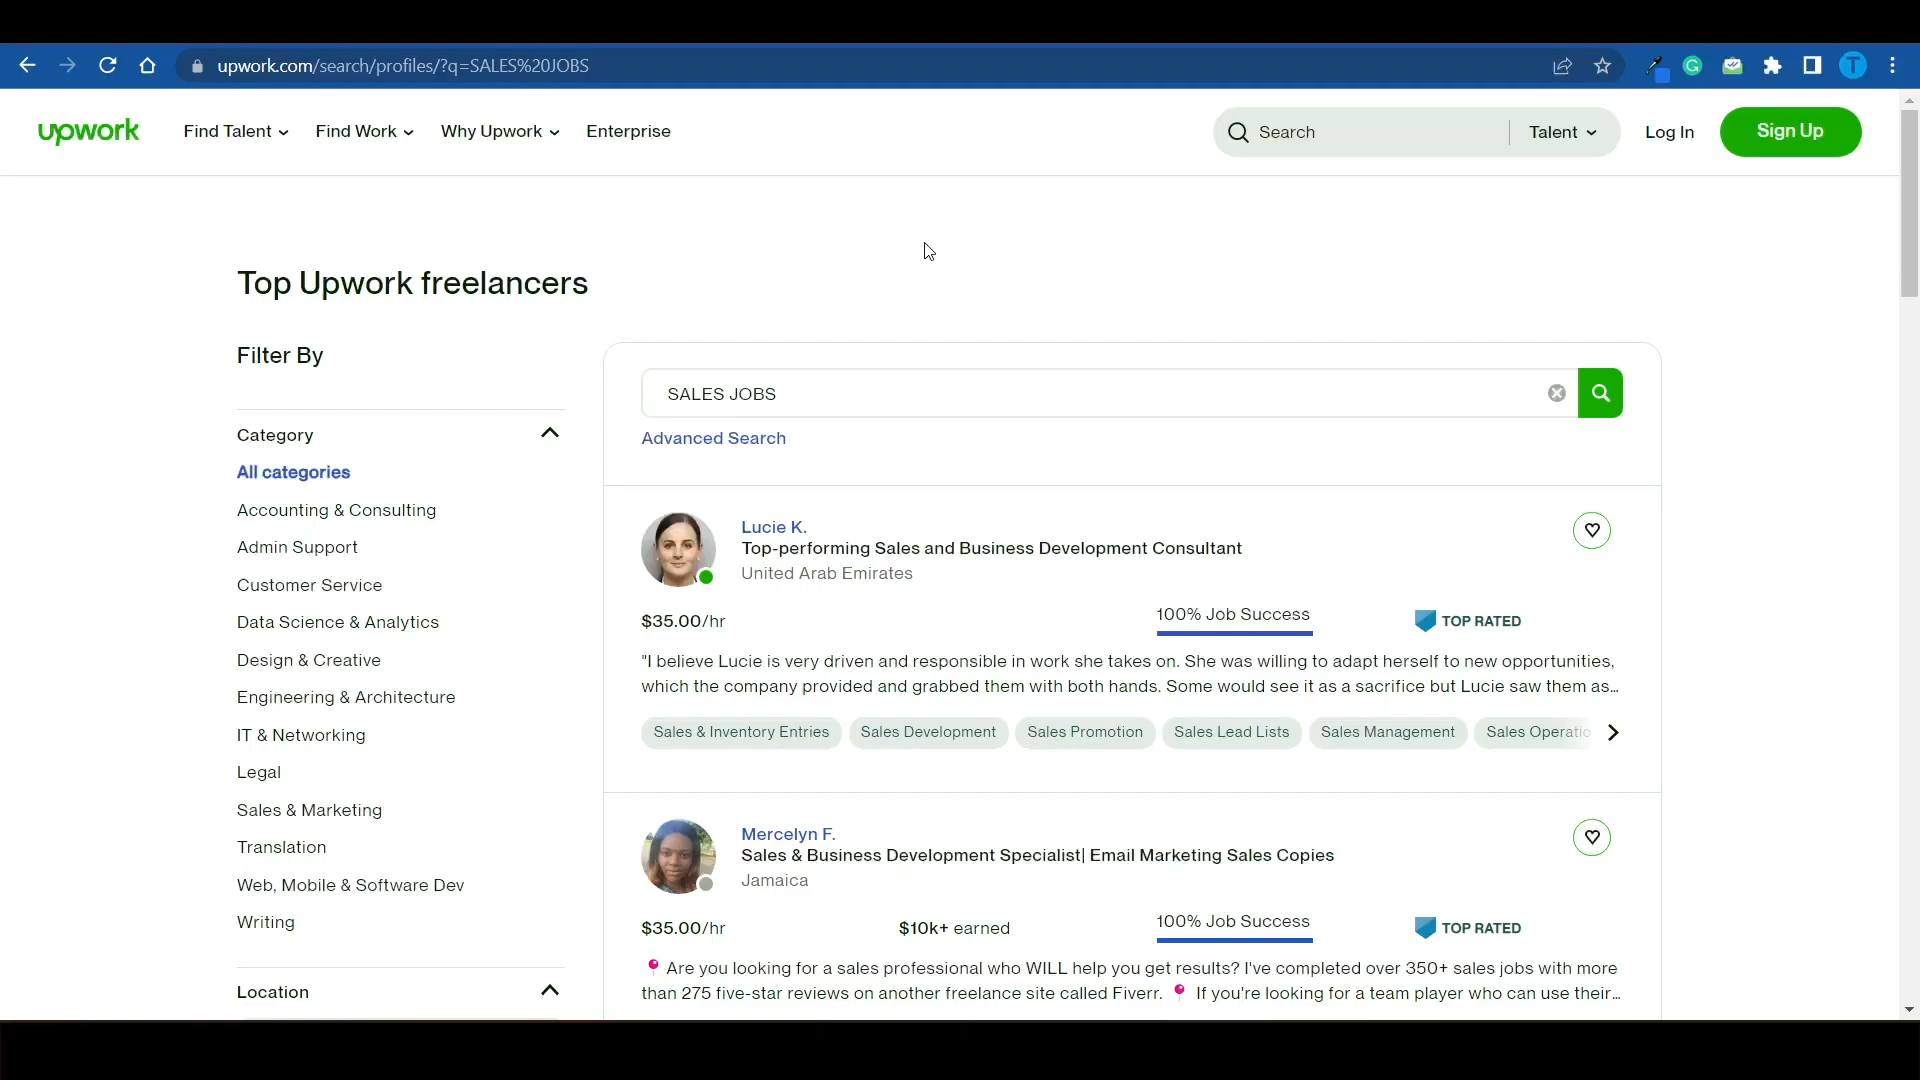 upwork.com/search/profiles/?q=SALES%20JOBS
T
upwork
Find Talent
Find Work
Why Upwork
Enterprise
Search
Talent
Log In
Sign Up
Top Upwork freelancers
Filter By
Category
All categories
Accounting & Consulting
Admin Support
Customer Service
Data Science & Analytics
Design & Creative
Engineering & Architecture
IT & Networking
Legal
Sales & Marketing
Translation
Web, Mobile & Software Dev
Writing
Location
SALES JOBS
Advanced Search
Lucie K.
Top-performing Sales and Business Development Consultant
United Arab Emirates
$35.00/hr
100% Job Success
TOP RATED
"I believe Lucie is very driven and responsible in work she takes on. She was willing to adapt herself to new opportunities,
which the company provided and grabbed them with both hands. Some would see it as a sacrifice but Lucie saw them as...
Sales & Inventory Entries
Sales Development
Sales Promotion
Sales Lead Lists
Sales Management
Sales Operatio
Mercelyn F.
Sales & Business Development Specialist| Email Marketing Sales Copies
Jamaica
$35.00/hr
$10k+ earned
100% Job Success
TOP RATED
Are you looking for a sales professional who WILL help you get results? I've completed over 350+ sales jobs with more
than 275 five-star reviews on another freelance site called Fiverr. If you're looking for a team player who can use their...